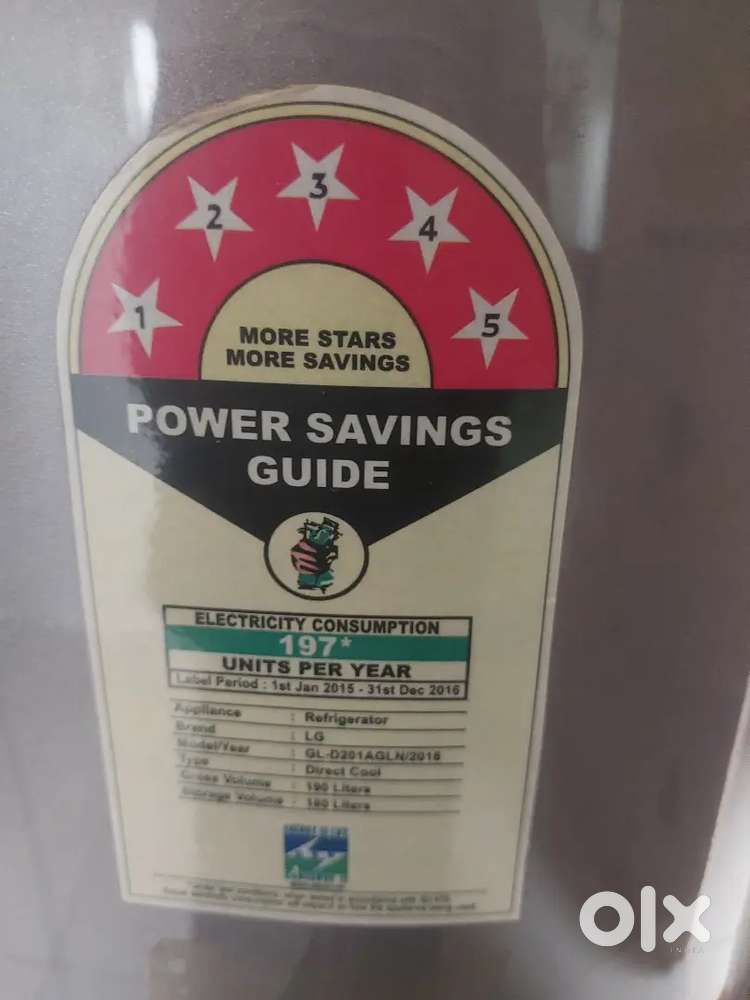 1 2 3 4 5
MORE STARS
MORE SAVINGS
POWER SAVINGS
GUIDE
ELECTRICITY CONSUMPTION
197*
UNITS PER YEAR
Label Period : 1st Jan 2015 - 31st Dec 2016
Appliance : Refrigerator
Brand : LG
Model/Year : GL-D201AGLN/2016
Type : Direct Cool
Gross Volume : 190 Liters
Storage Volume : Liters
olx
INDIA